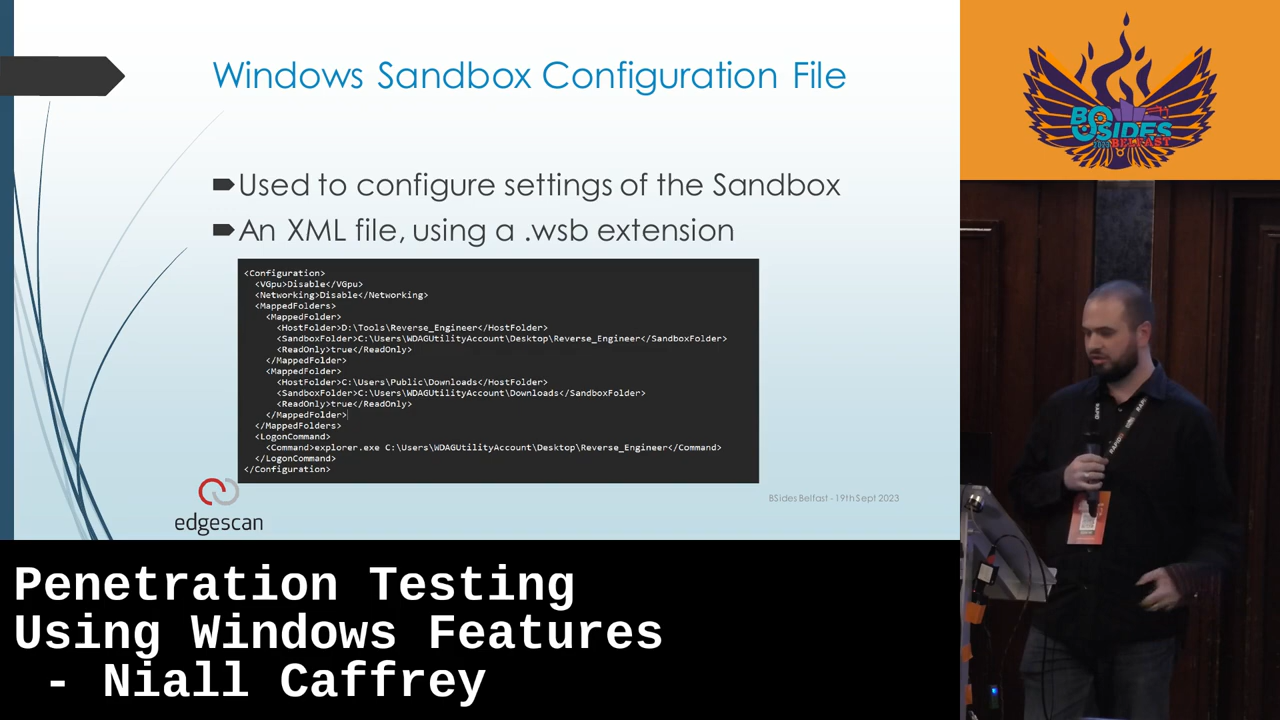 Windows Sandbox Configuration File
Used to configure settings of the Sandbox
An XML file, using a .wsb extension
<Configuration>
<VGpu>Disable</VGpu>
<Networking>Disable</Networking>
<MappedFolders>
<MappedFolder>
<HostFolder>D:\Tools\Reverse_Engineer</HostFolder>
<SandboxFolder>C:\Users\WDAGUtilityAccount\Desktop\Reverse_Engineer</SandboxFolder>
<ReadOnly>true</ReadOnly>
</MappedFolder>
<MappedFolder>
<HostFolder>C:\Users\Public\Downloads</HostFolder>
<SandboxFolder>C:\Users\WDAGUtilityAccount\Downloads</SandboxFolder>
<ReadOnly>true</ReadOnly>
</MappedFolder>
</MappedFolders>
<LogonCommand>
<Command>explorer.exe C:\Users\WDAGUtilityAccount\Desktop\Reverse_Engineer</Command>
</LogonCommand>
</Configuration>
BSides Belfast - 19th Sept 2023
edgescan
BSIDES
2023 BELFAST
Penetration Testing
Using Windows Features
- Niall Caffrey